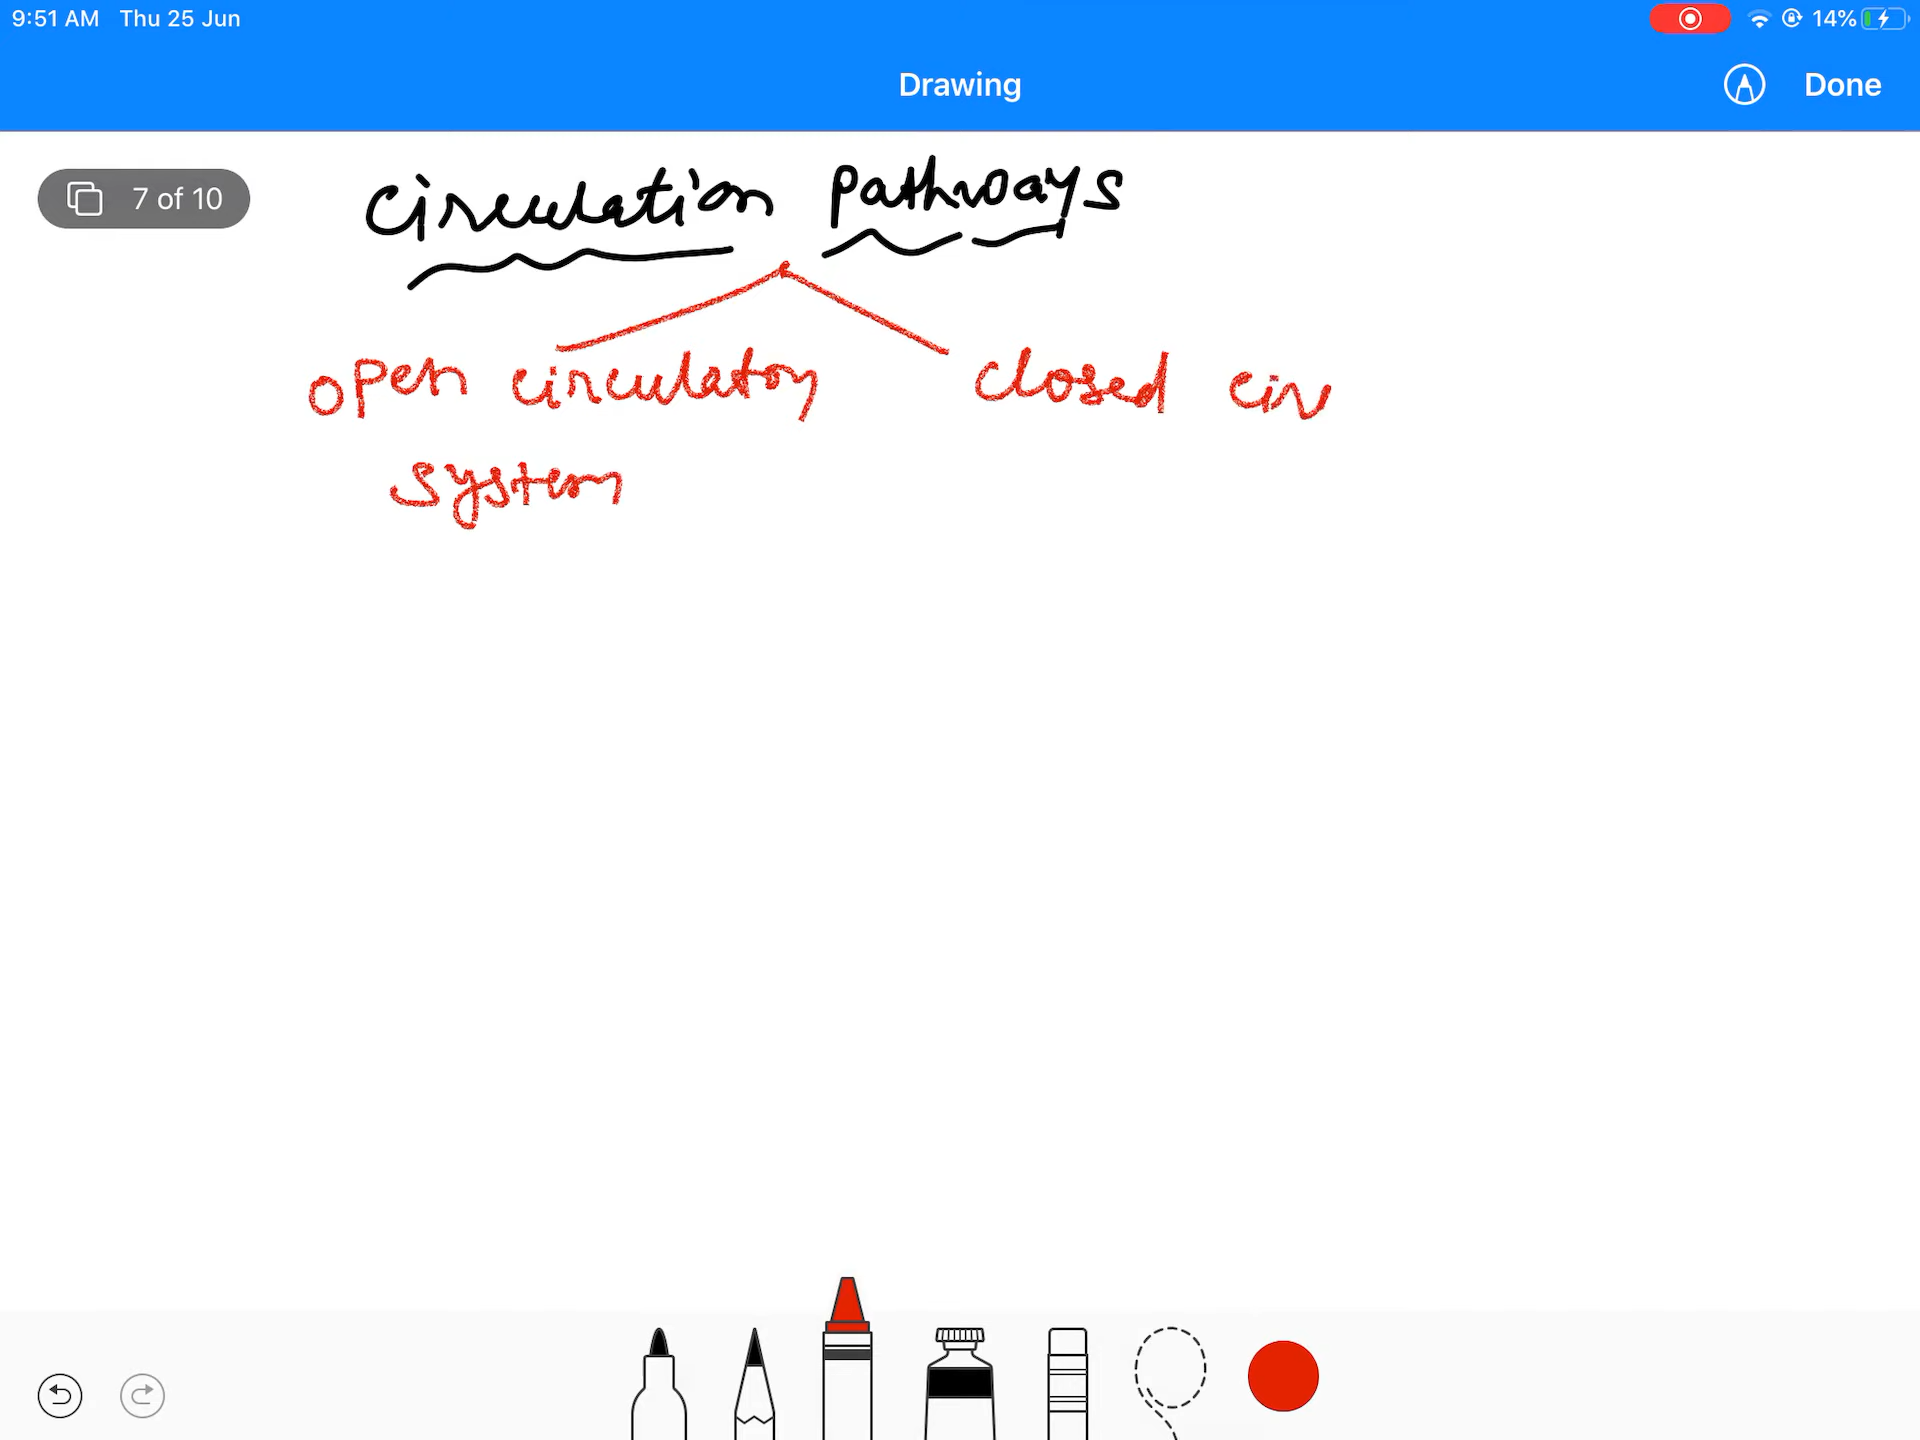 9:51 AM Thu 25 Jun
14%
Drawing
Done
7 of 10
circulation pathways
open circulatory closed cir
system